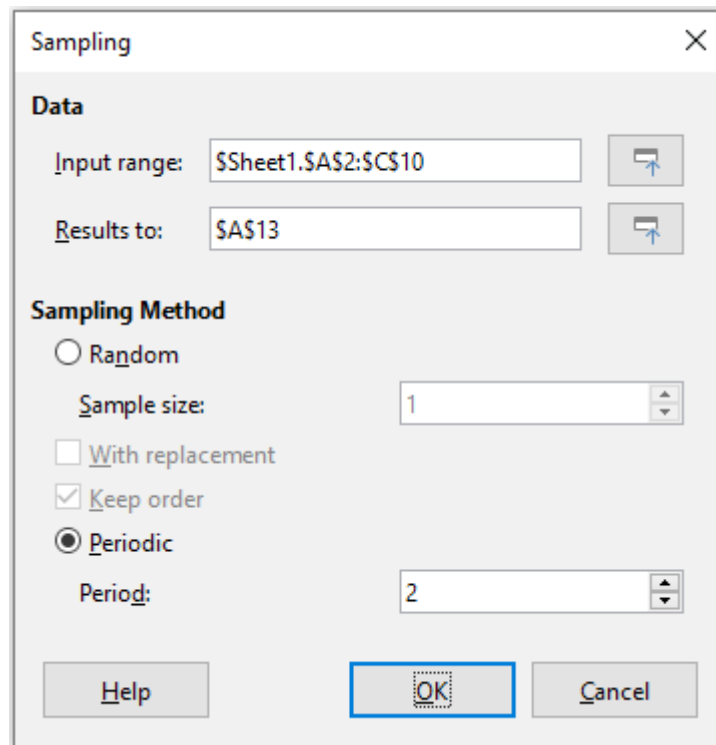 Sampling
Data
Input range: $Sheet1.$A$2:$C$10
Results to: $A$13
Sampling Method
Random
Sample size: 1
With replacement
Keep order
Periodic
Period: 2
Help OK Cancel